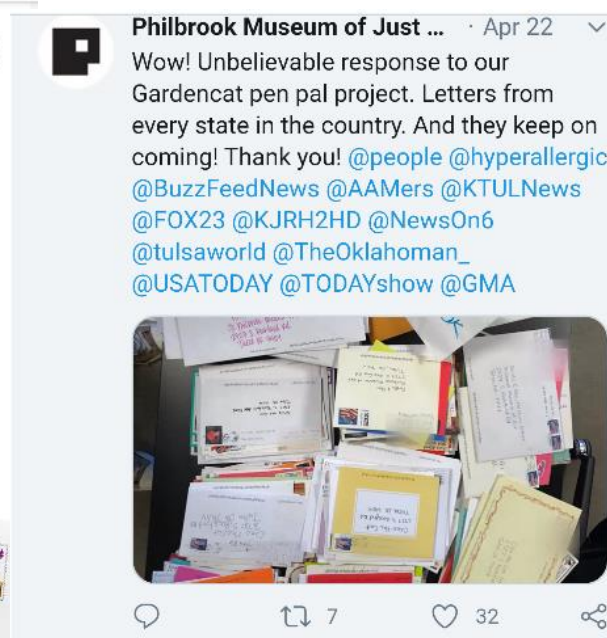 Philbrook Museum of Just ... · Apr 22
Wow! Unbelievable response to our
Gardencat pen pal project. Letters from
every state in the country. And they keep on
coming! Thank you! @people @hyperallergic
@BuzzFeedNews @AAMers @KTULNews
@FOX23 @KJRH2HD @NewsOn6
@tulsaworld @TheOklahoman_
@USATODAY @TODAYshow @GMA
7
32